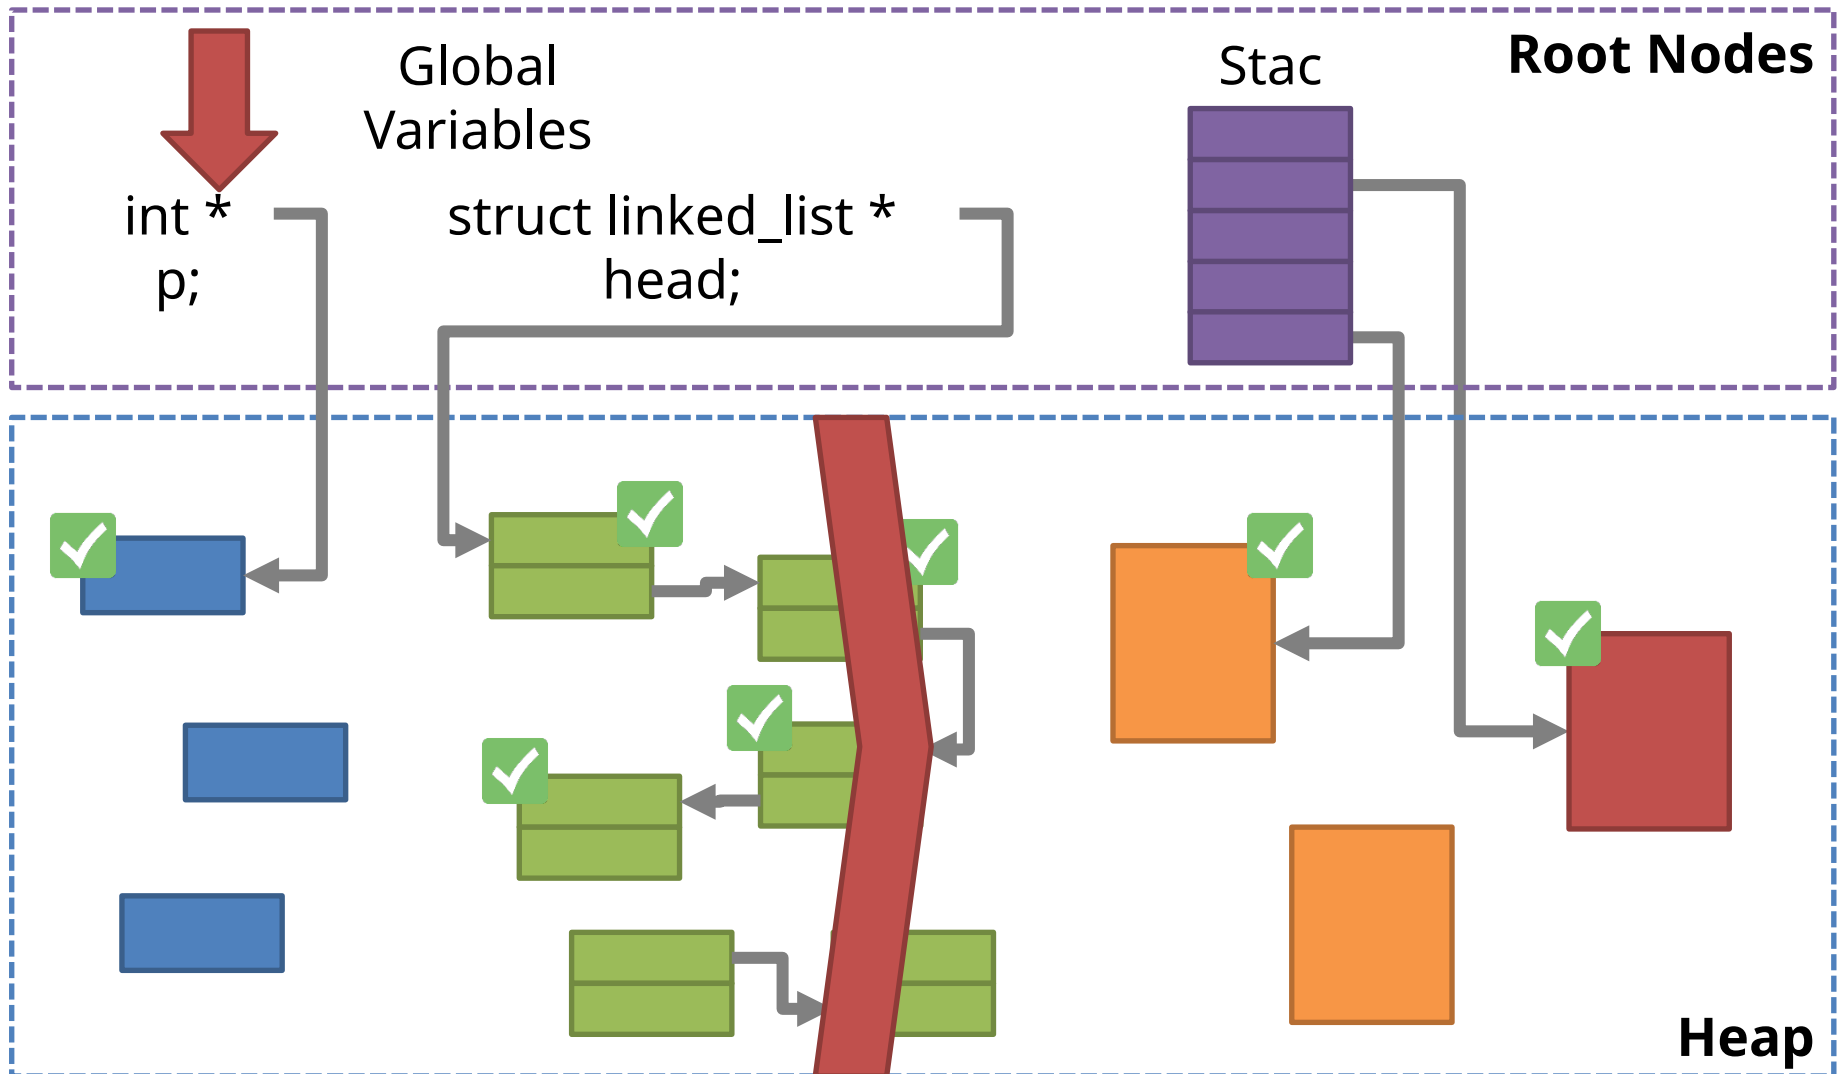 Global
Variables
Stac
Root Nodes
int *
p;
struct linked_list *
head;
Heap